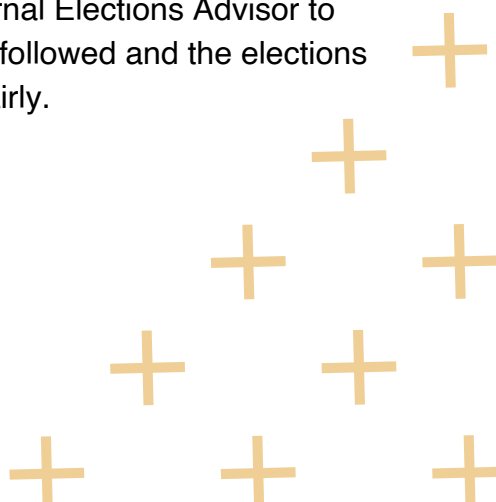 rnal Elections Advisor to
followed and the elections
irly.